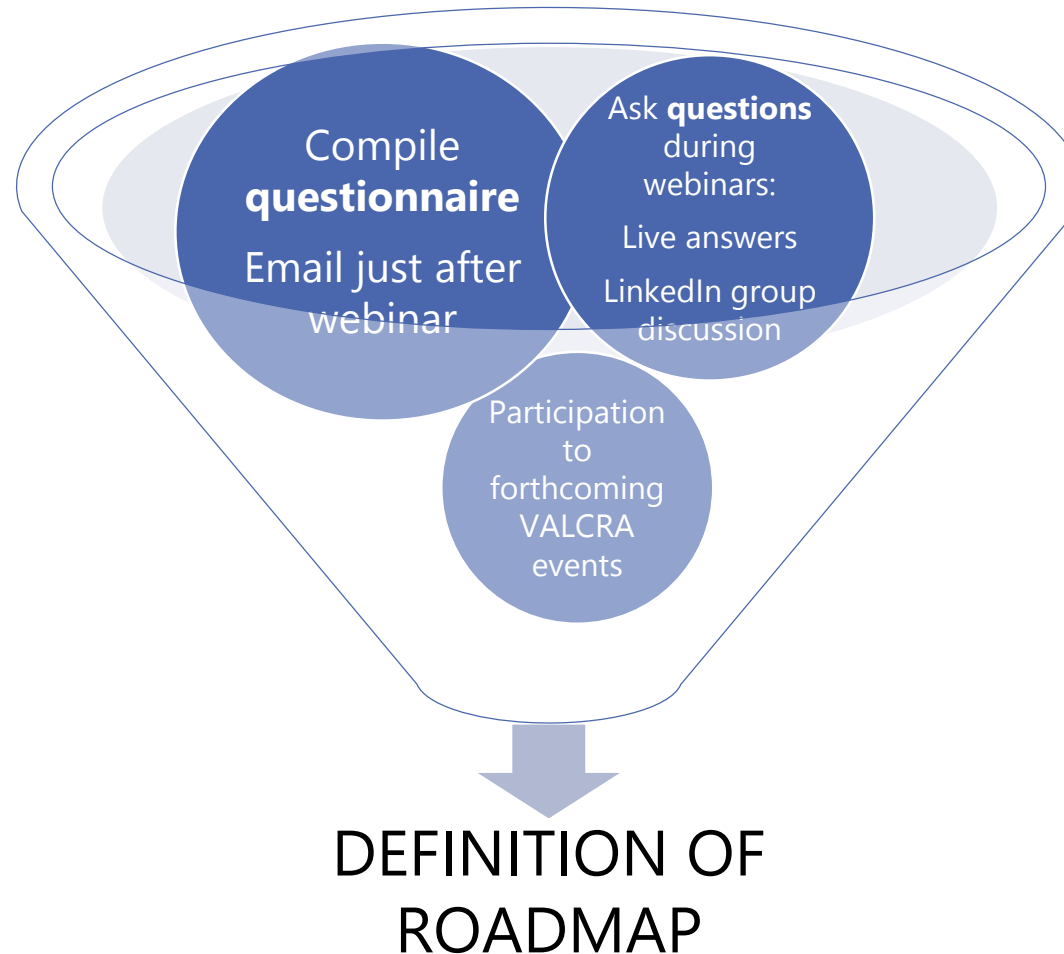 Compile
questionnaire
Email just after
webinar
Ask questions
during
webinars:
Live answers
LinkedIn group
discussion
Participation
to
forthcoming
VALCRA
events
DEFINITION OF
ROADMAP